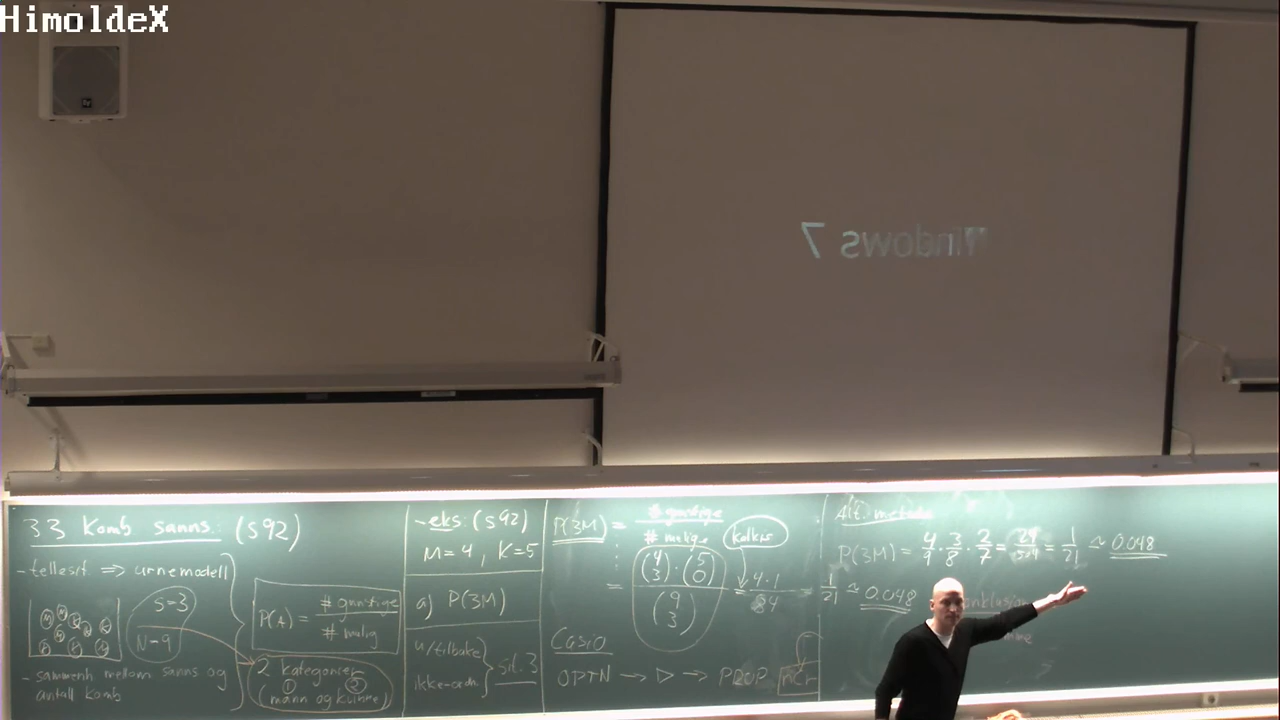 HimoldeX
Windows 7
3.3 Komb sanns. (s92)
- tellesit. => urnemodell
s=3
N=9
P(A) = # gunstige / # mulig
- sammenh mellom sanns og
antall komb
2 kategorier
① ②
(mann og kvinne)
- eks: (s92)
M=4, K=5
a) P(3M)
u/tilbake
ikke-ordn. } sit. 3
P(3M) = # gunstige / # mulige
= (4 3)·(5 0) / (9 3) = 4·1 / 84 = 1/21 ≈ 0.048
kalkis
Casio
OPTN → ▷ → PROP nCr
Alt. metode
P(3M) = 4/9 · 3/8 · 2/7 = 24/504 = 1/21 ≈ 0.048